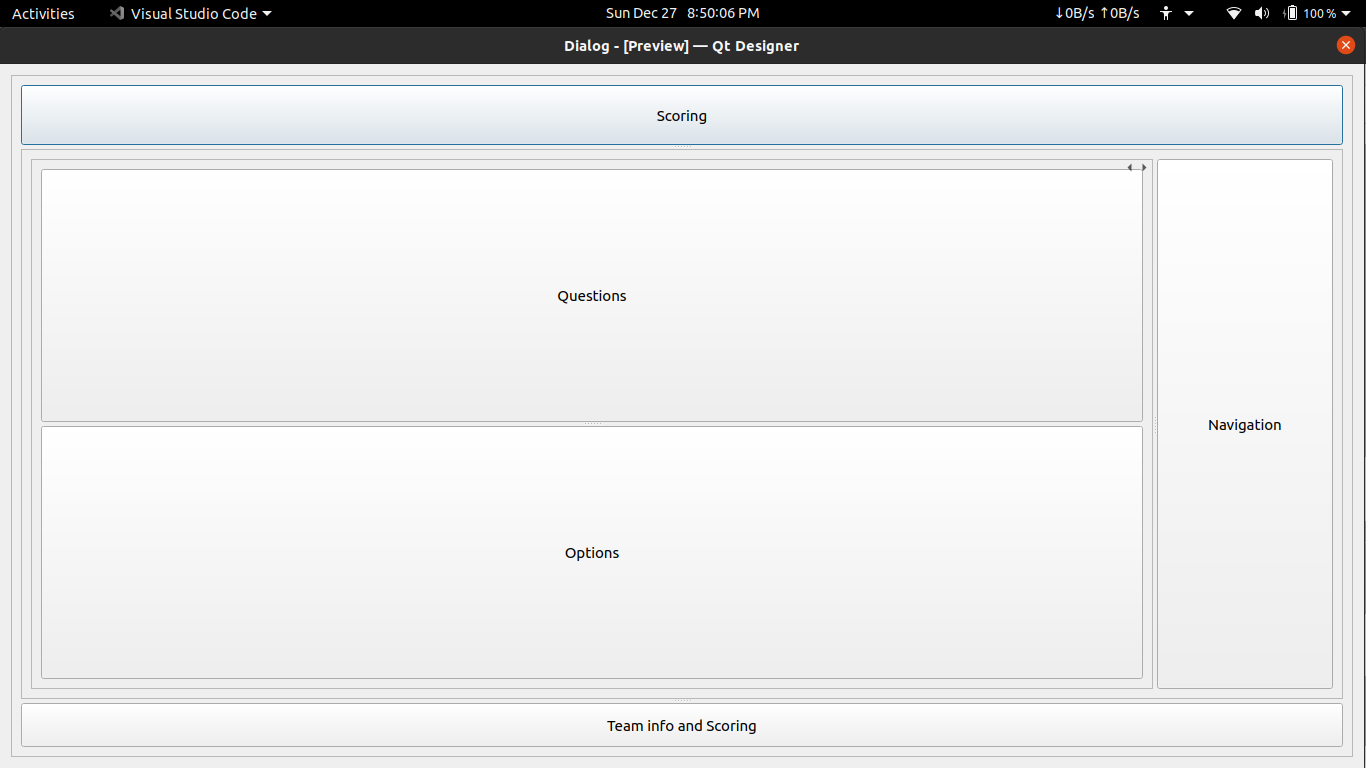 Activities Visual Studio Code Sun Dec 27 8:50:06 PM ↓0B/s ↑0B/s 100 %
Dialog - [Preview] — Qt Designer
Scoring
Questions
Navigation
Options
Team info and Scoring